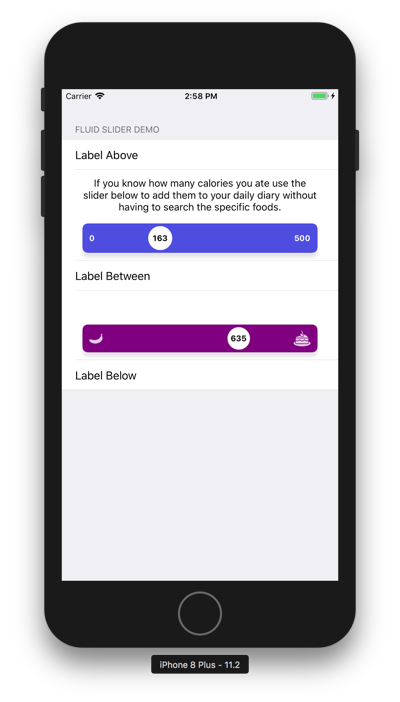 Carrier 2:58 PM
FLUID SLIDER DEMO
Label Above
If you know how many calories you ate use the
slider below to add them to your daily diary without
having to search the specific foods.
0 163 500
Label Between
635
Label Below
iPhone 8 Plus - 11.2